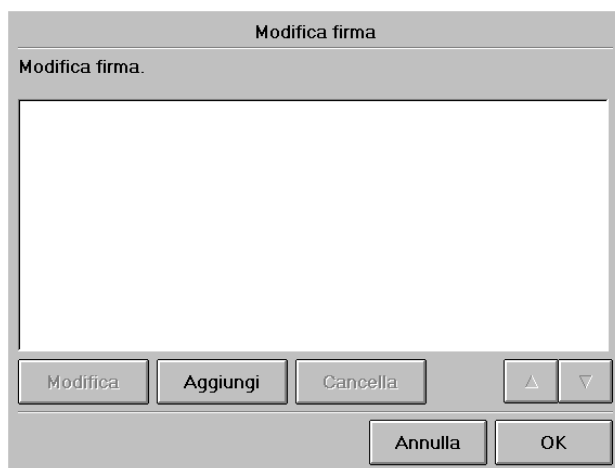 Modifica firma
Modifica firma.
Modifica Aggiungi Cancella
Annulla OK